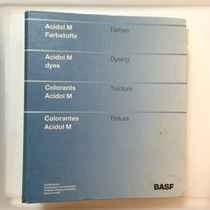 Acidol M
Farbstoffe
Färben
Acidol M
dyes
Dyeing
Colorants
Acidol M
Teinture
Colorantes
Acidol M
Tintura
BASF